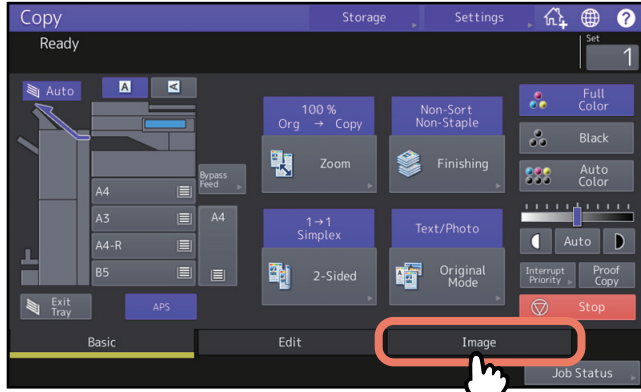 Copy
Storage
Settings
?
Ready
Set
1
Auto
A
A
100 %
Org → Copy
Zoom
Non-Sort
Non-Staple
Finishing
Full
Color
Black
Auto
Color
A4
A3
A4-R
B5
Bypass
Feed
A4
1→1
Simplex
2-Sided
Text/Photo
Original
Mode
Auto
Interrupt
Priority
Proof
Copy
Exit
Tray
APS
Stop
Basic
Edit
Image
Job Status